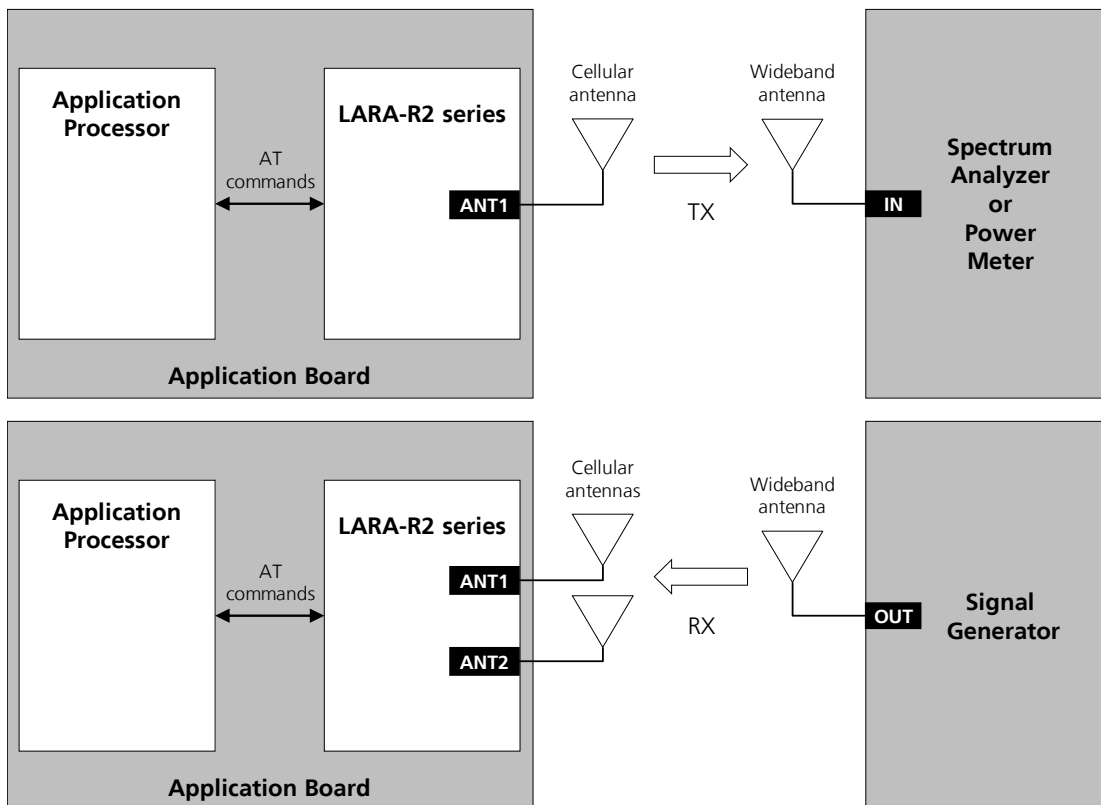 Application
Processor
AT
commands
LARA-R2 series
ANT1
Application Board
Cellular
antenna
TX
Wideband
antenna
IN
Spectrum
Analyzer
or
Power
Meter
Application
Processor
AT
commands
LARA-R2 series
ANT1
ANT2
Application Board
Cellular
antennas
RX
Wideband
antenna
OUT
Signal
Generator